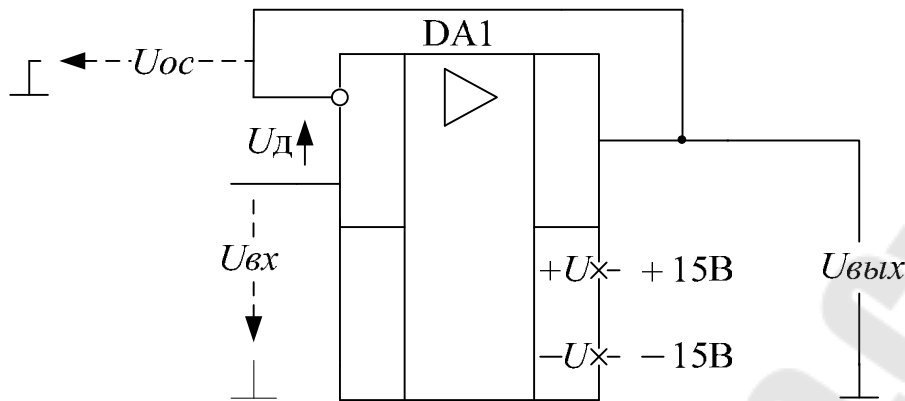 DA1
Uос
Uд
Uвх
+U
+ 15В
Uвых
−U
− 15В